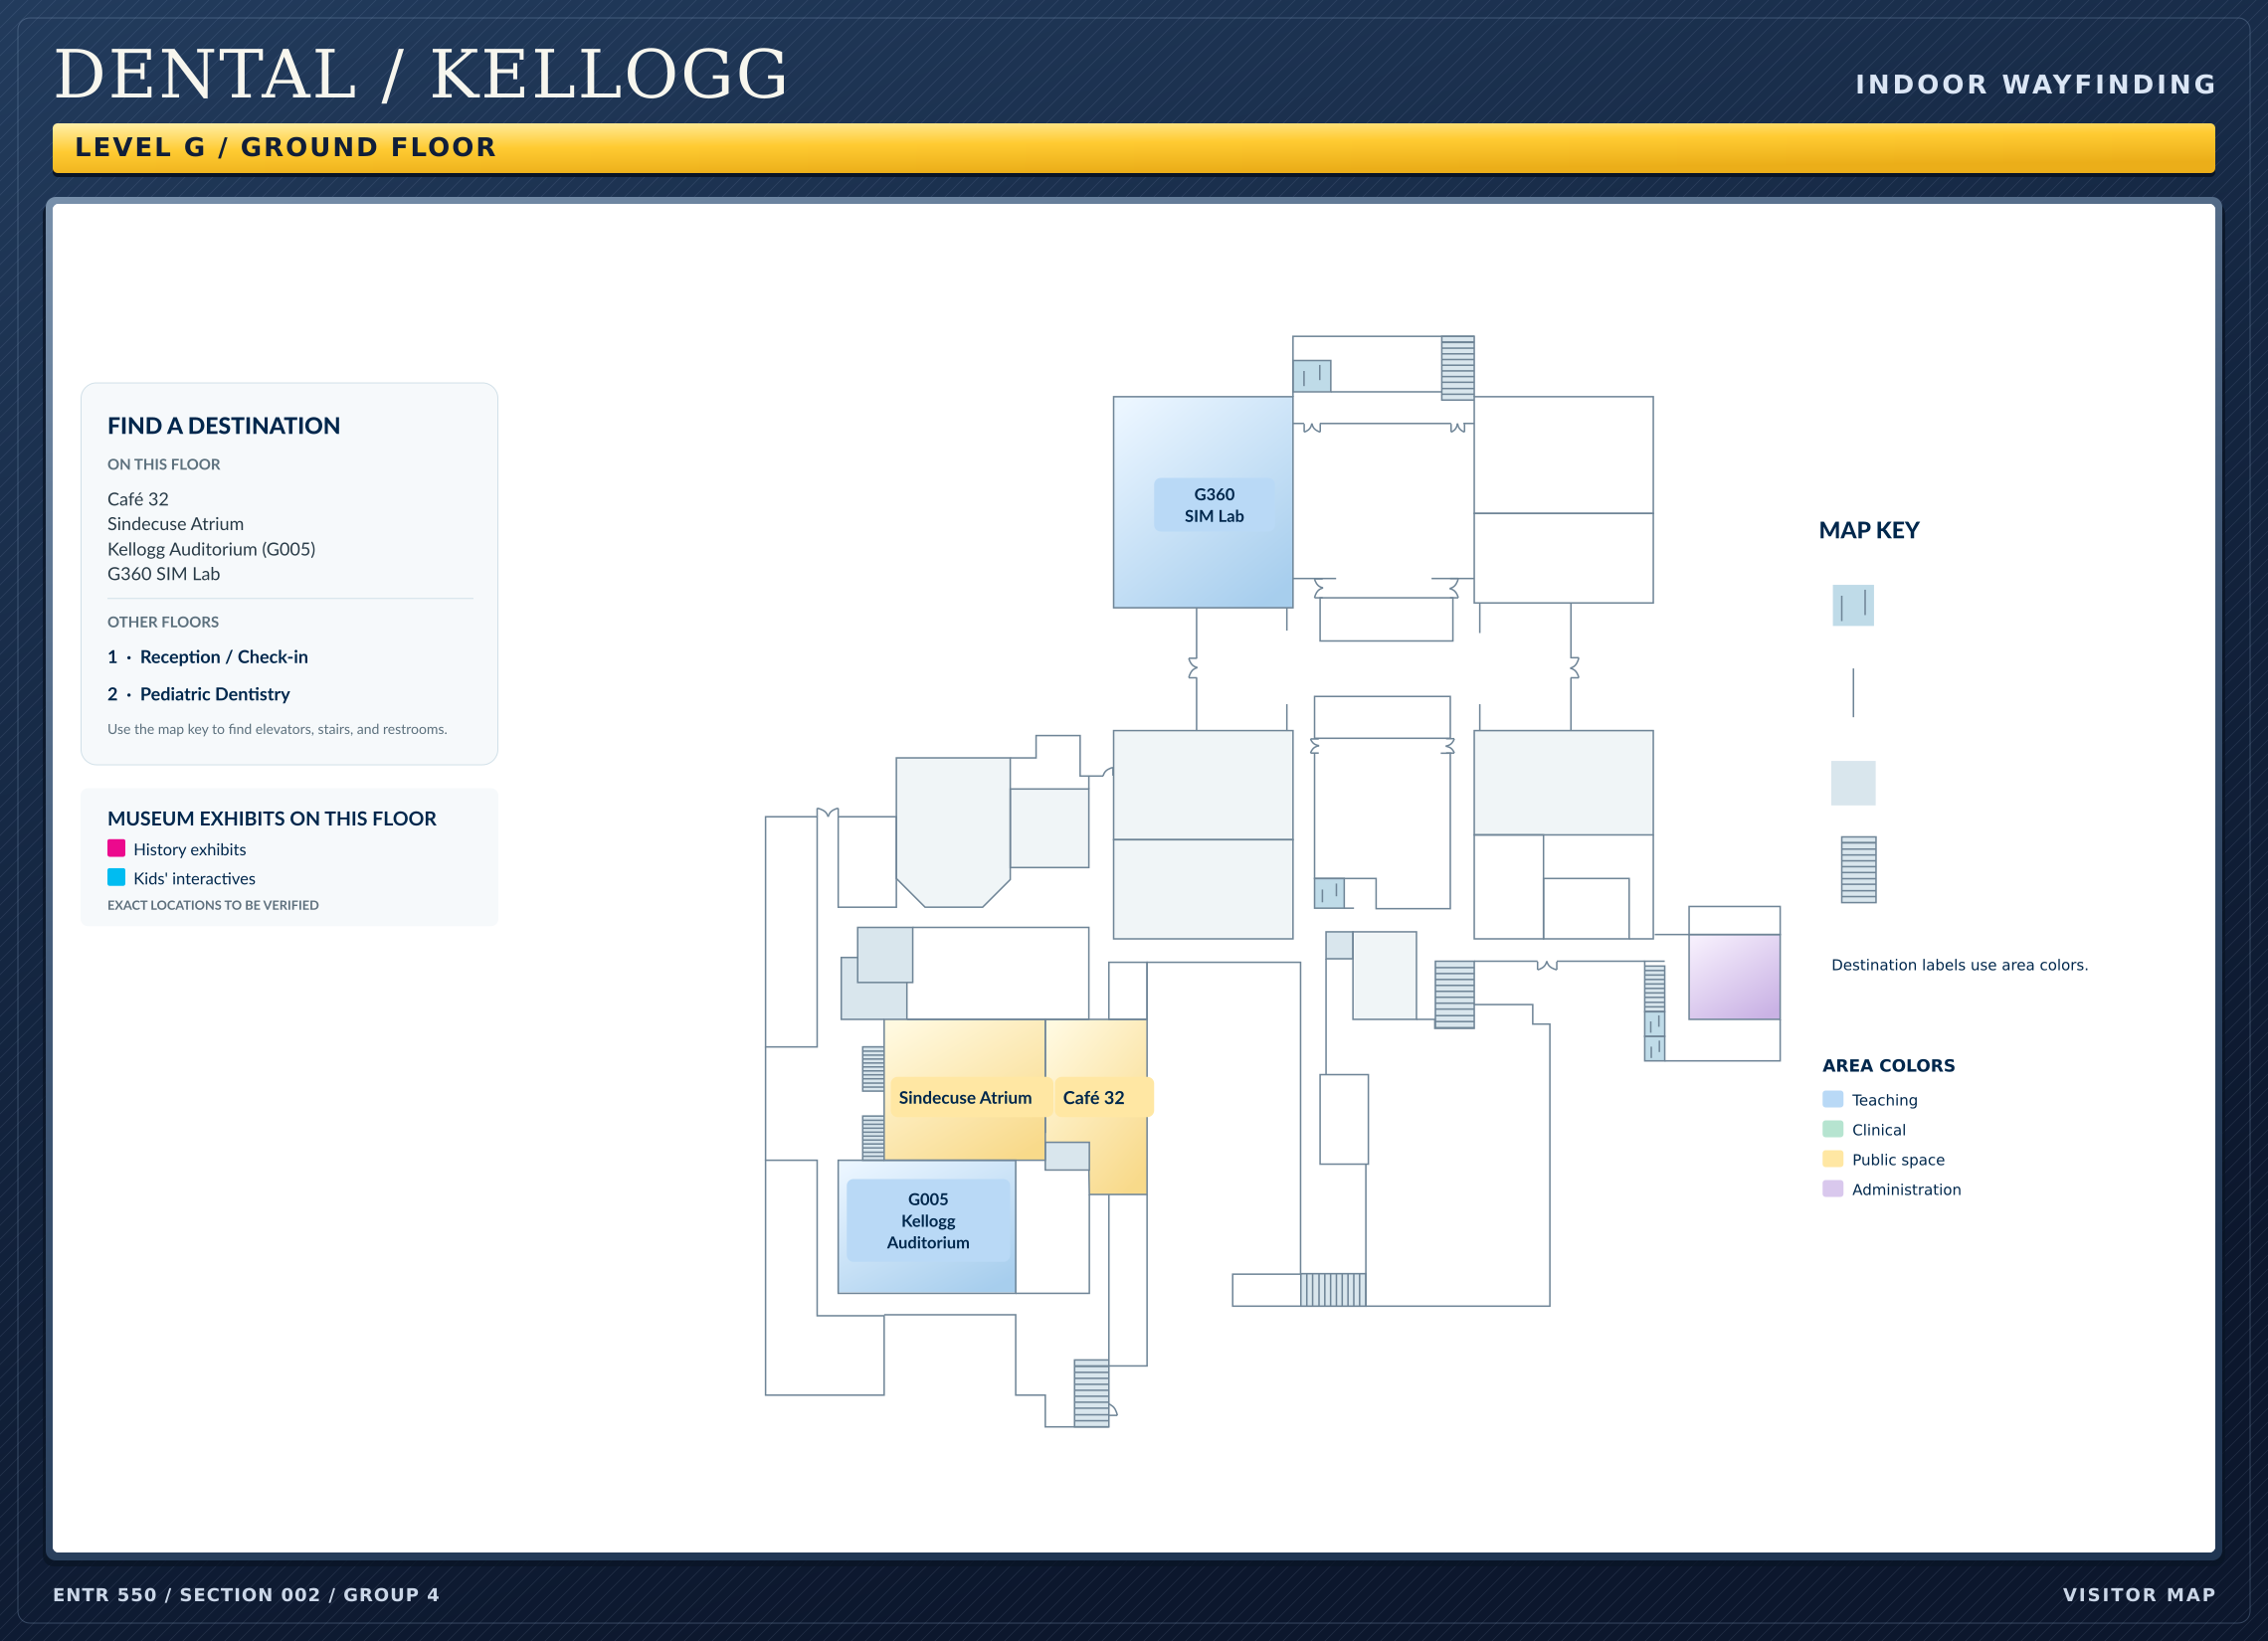 DENTAL / KELLOGG
INDOOR WAYFINDING
LEVEL G / GROUND FLOOR
FIND A DESTINATION
ON THIS FLOOR
Café 32
Sindecuse Atrium
Kellogg Auditorium (G005)
G360 SIM Lab
OTHER FLOORS
1 · Reception / Check-in
2 · Pediatric Dentistry
Use the map key to find elevators, stairs, and restrooms.
MUSEUM EXHIBITS ON THIS FLOOR
History exhibits
Kids' interactives
EXACT LOCATIONS TO BE VERIFIED
G360
SIM Lab
Sindecuse Atrium
Café 32
G005
Kellogg
Auditorium
MAP KEY
Destination labels use area colors.
AREA COLORS
Teaching
Clinical
Public space
Administration
ENTR 550 / SECTION 002 / GROUP 4
VISITOR MAP